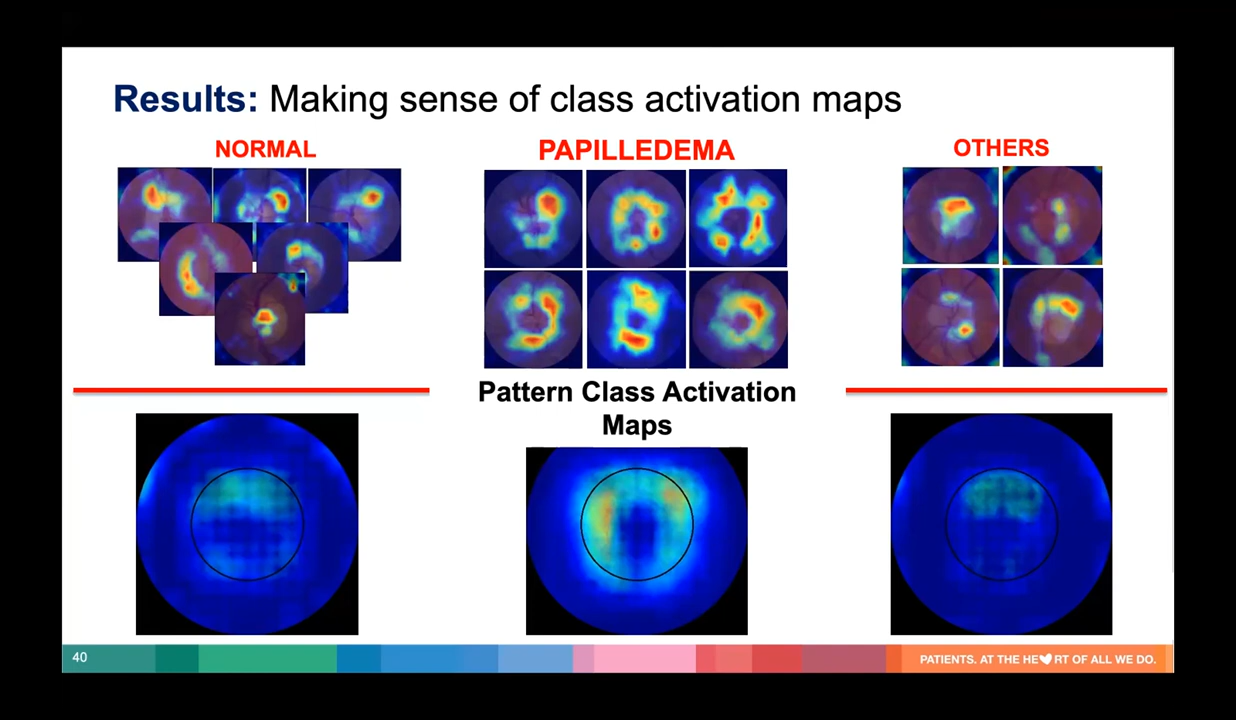 Results: Making sense of class activation maps
NORMAL
PAPILLEDEMA
OTHERS
Pattern Class Activation
Maps
40
PATIENTS. AT THE HE♥RT OF ALL WE DO.